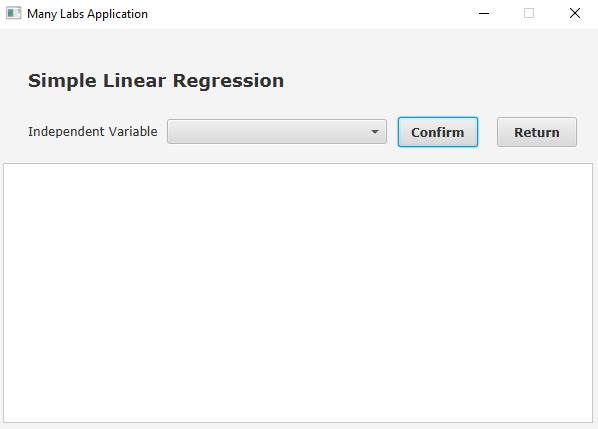 Many Labs Application
Simple Linear Regression
Independent Variable
Confirm
Return